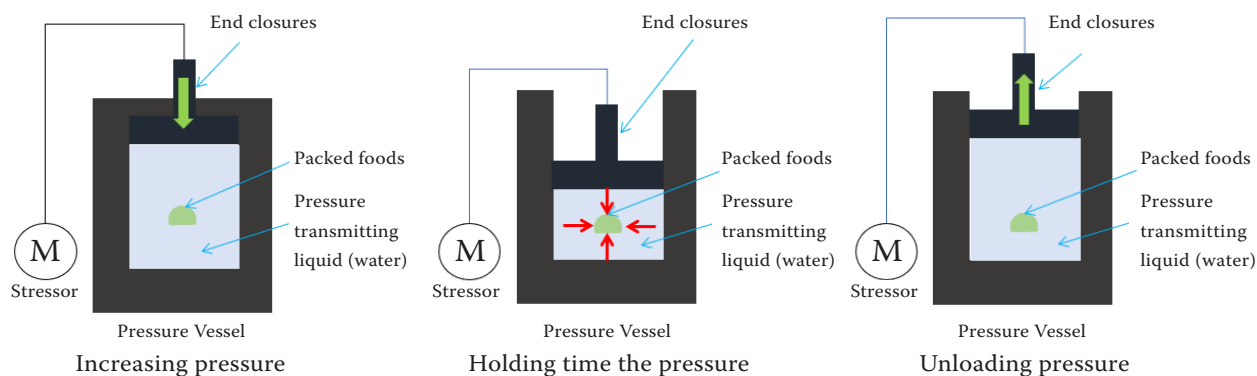 End closures
Packed foods
Pressure
transmitting
liquid (water)
M
Stressor
Pressure Vessel
Increasing pressure
End closures
Packed foods
Pressure
transmitting
liquid (water)
M
Stressor
Pressure Vessel
Holding time the pressure
End closures
Packed foods
Pressure
transmitting
liquid (water)
M
Stressor
Pressure Vessel
Unloading pressure